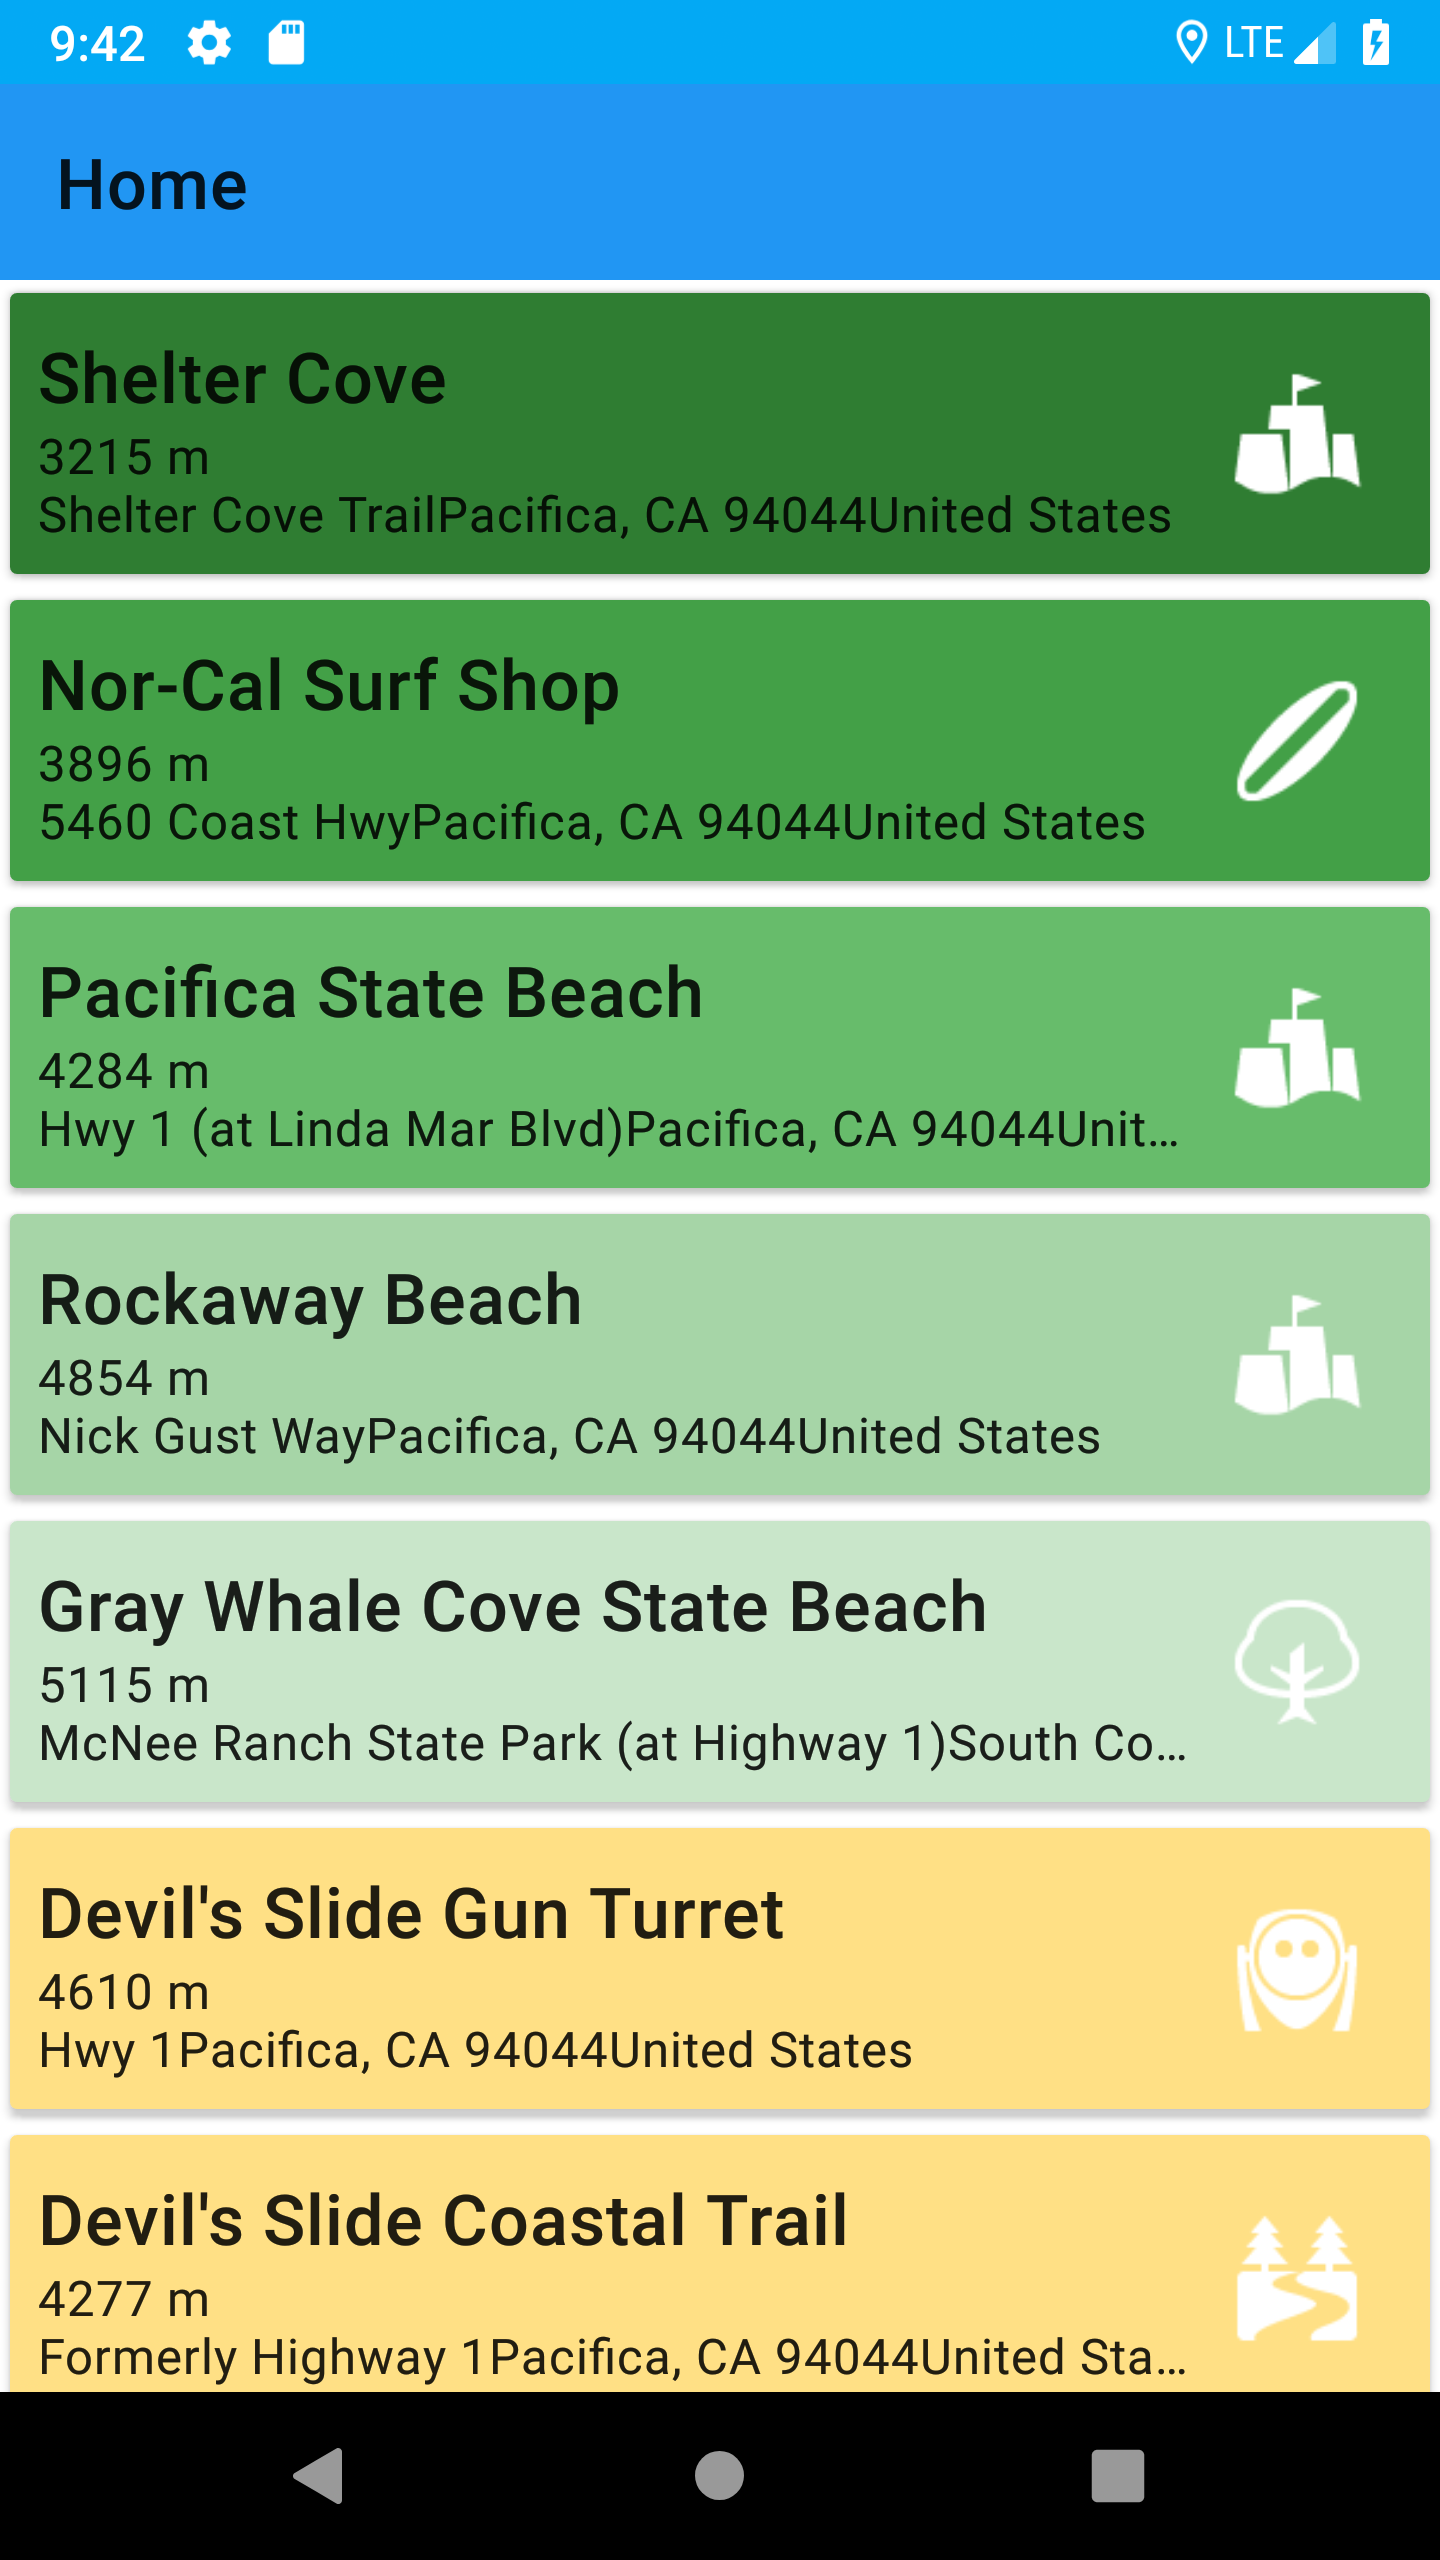 9:42 LTE
Home
Shelter Cove
3215 m
Shelter Cove TrailPacifica, CA 94044United States
Nor-Cal Surf Shop
3896 m
5460 Coast HwyPacifica, CA 94044United States
Pacifica State Beach
4284 m
Hwy 1 (at Linda Mar Blvd)Pacifica, CA 94044Unit…
Rockaway Beach
4854 m
Nick Gust WayPacifica, CA 94044United States
Gray Whale Cove State Beach
5115 m
McNee Ranch State Park (at Highway 1)South Co…
Devil's Slide Gun Turret
4610 m
Hwy 1Pacifica, CA 94044United States
Devil's Slide Coastal Trail
4277 m
Formerly Highway 1Pacifica, CA 94044United Sta…